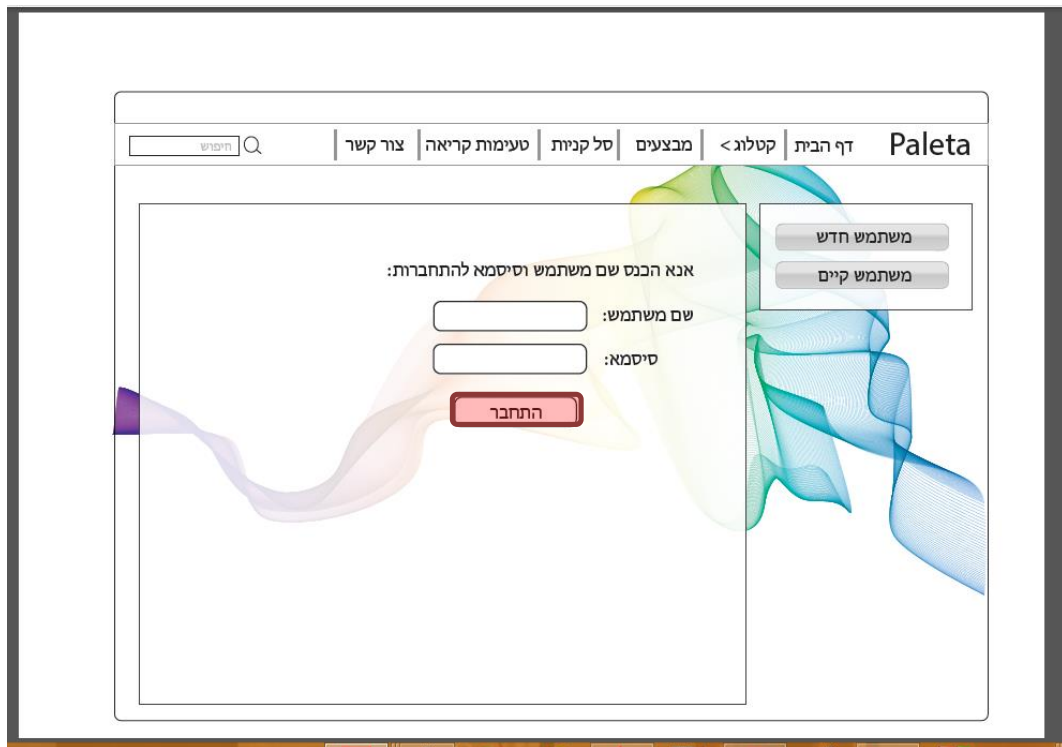 Paleta
דף הבית
קטלוג >
מבצעים
סל קניות
טעימות קריאה
צור קשר
חיפוש
משתמש חדש
משתמש קיים
אנא הכנס שם משתמש וסיסמא להתחברות:
שם משתמש:
סיסמא:
התחבר